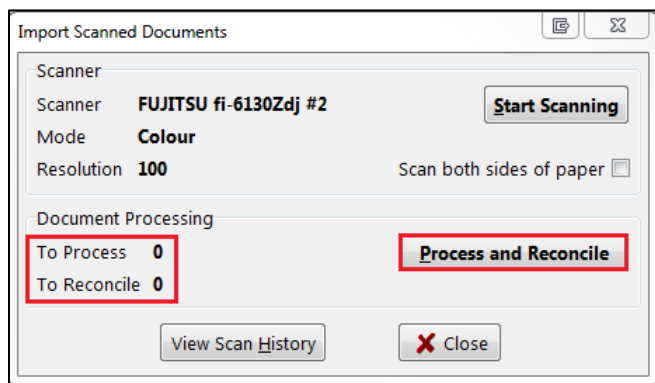 Import Scanned Documents
Scanner
Scanner FUJITSU fi-6130Zdj #2 Start Scanning
Mode Colour
Resolution 100 Scan both sides of paper
Document Processing
To Process 0 Process and Reconcile
To Reconcile 0
View Scan History Close